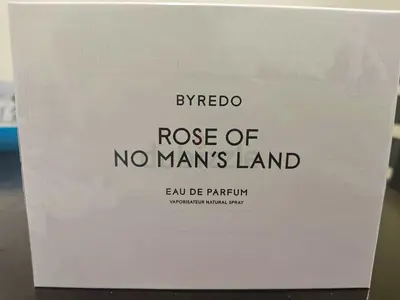 BYREDO
ROSE OF
NO MAN'S LAND
EAU DE PARFUM
VAPORISATEUR NATURAL SPRAY